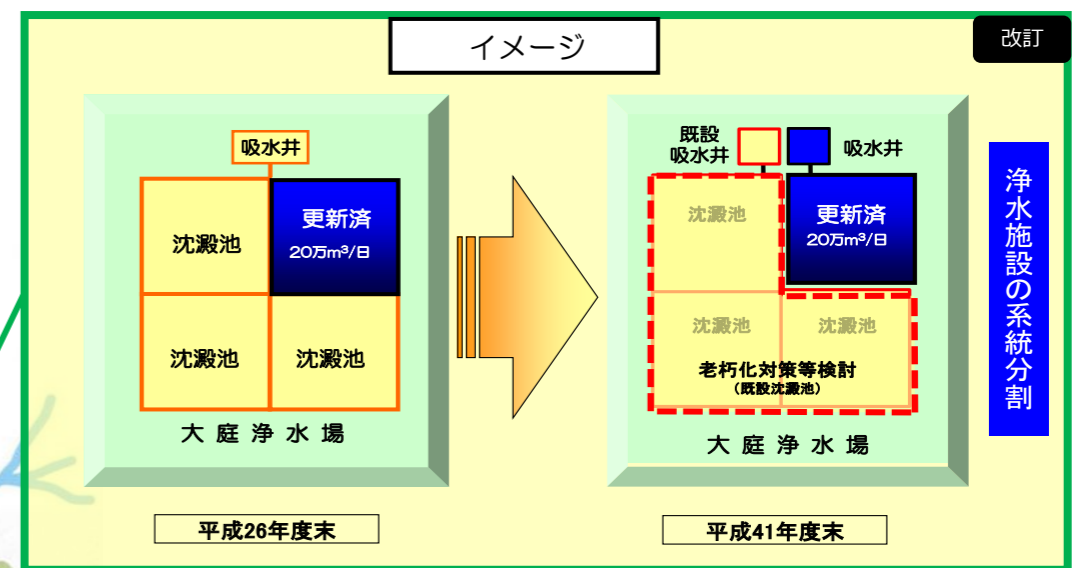 イメージ
改訂
吸水井
沈澱池
更新済
20万m³/日
沈澱池
沈澱池
大庭浄水場
平成26年度末
既設
吸水井
吸水井
沈澱池
更新済
20万m³/日
沈澱池
沈澱池
老朽化対策等検討
（既設沈澱池）
大庭浄水場
平成41年度末
浄水施設の系統分割